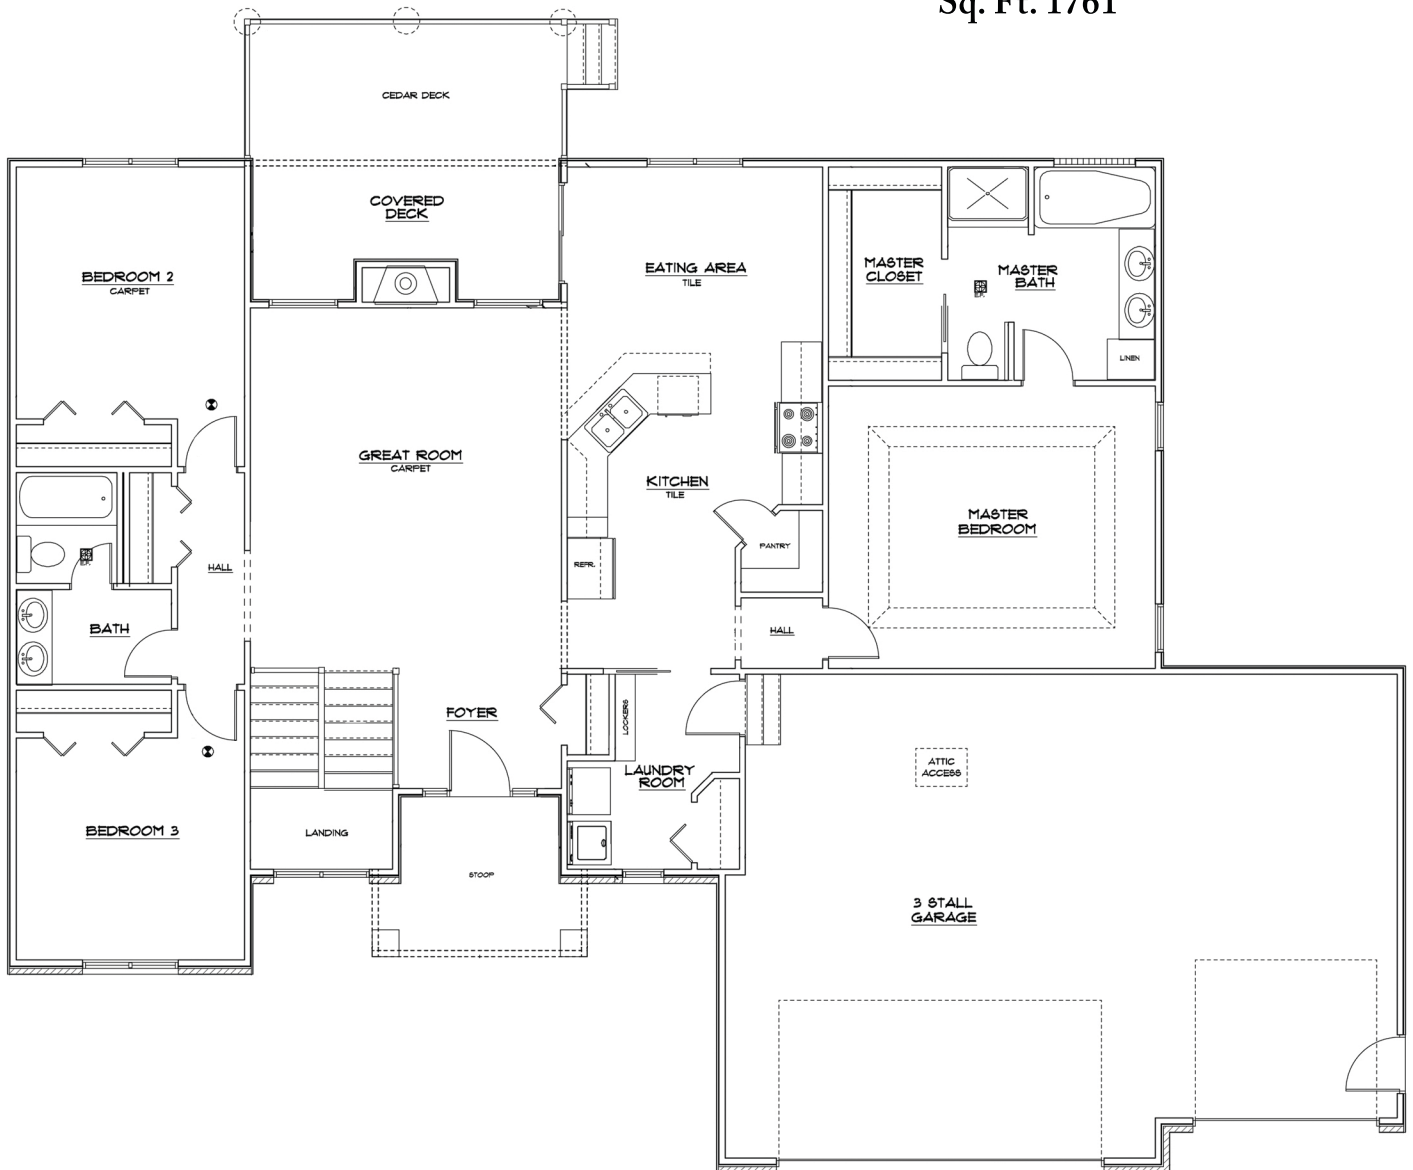 Sq. Ft. 1761
CEDAR DECK
COVERED
DECK
BEDROOM 2
CARPET
EATING AREA
TILE
MASTER
CLOSET
MASTER
BATH
LINEN
GREAT ROOM
CARPET
KITCHEN
TILE
MASTER
BEDROOM
PANTRY
REFR.
HALL
BATH
HALL
FOYER
LOCKERS
LAUNDRY
ROOM
ATTIC
ACCESS
BEDROOM 3
LANDING
STOOP
3 STALL
GARAGE